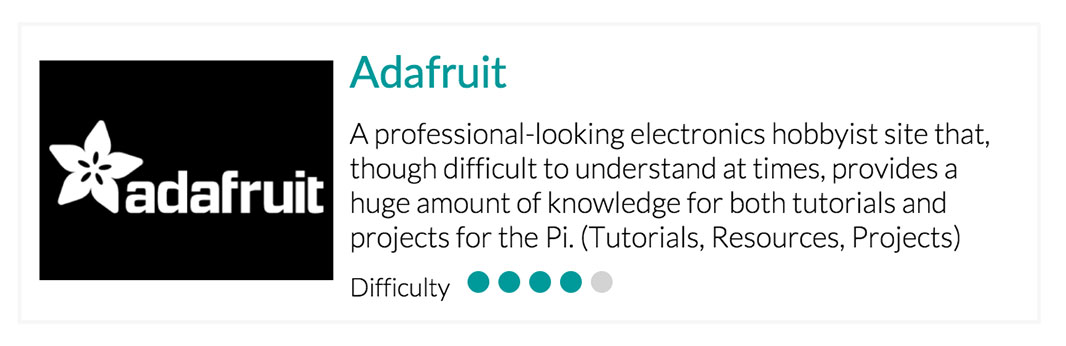 adafruit
Adafruit
A professional-looking electronics hobbyist site that,
though difficult to understand at times, provides a
huge amount of knowledge for both tutorials and
projects for the Pi. (Tutorials, Resources, Projects)
Difficulty